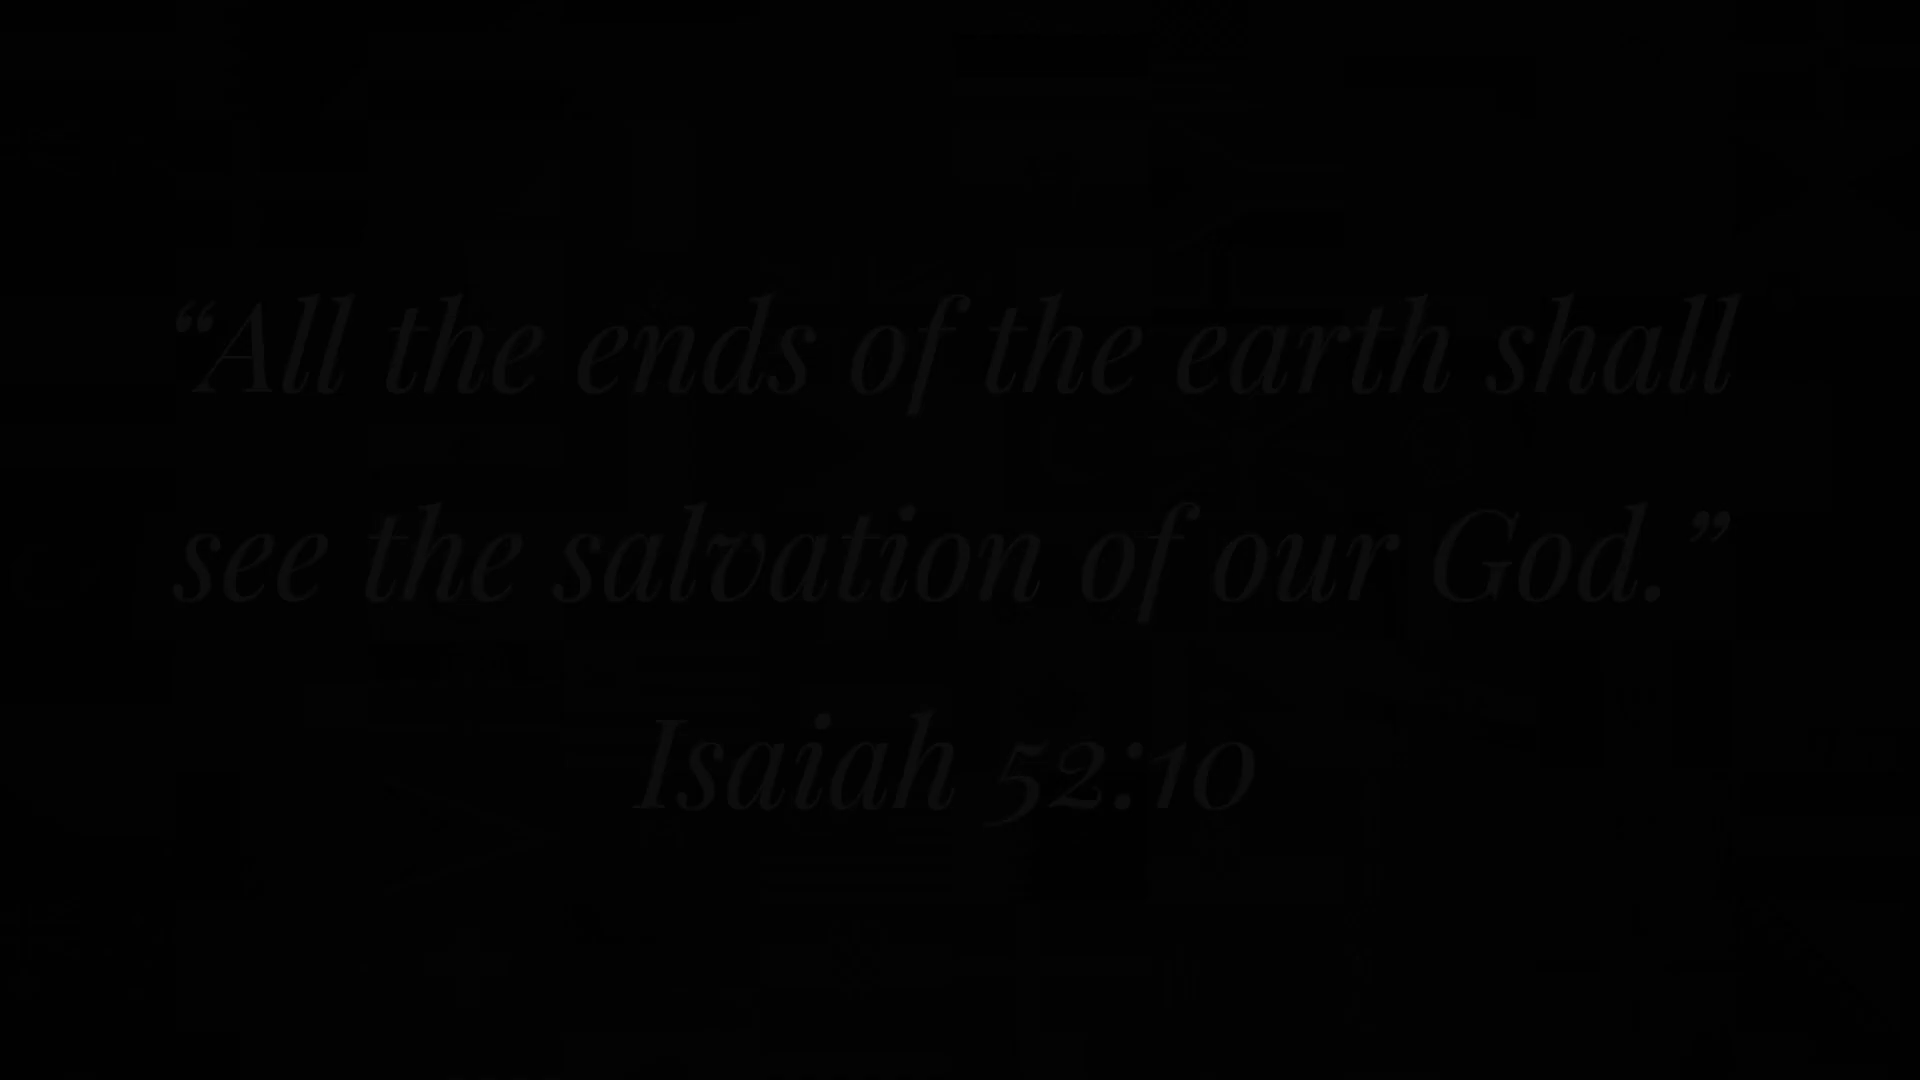 “All the ends of the earth shall
see the salvation of our God.”
Isaiah 52:10